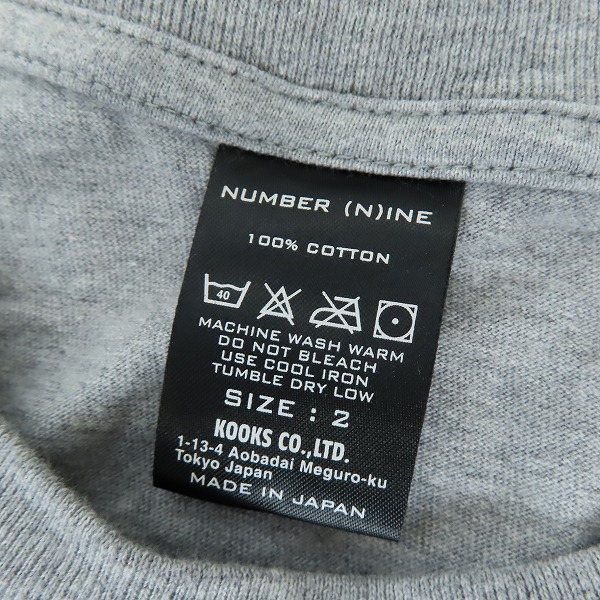 NUMBER (N)INE
100% COTTON
40
MACHINE WASH WARM
DO NOT BLEACH
USE COOL IRON
TUMBLE DRY LOW
SIZE : 2
KOOKS CO.,LTD.
1-13-4 Aobadai Meguro-ku
Tokyo Japan
MADE IN JAPAN